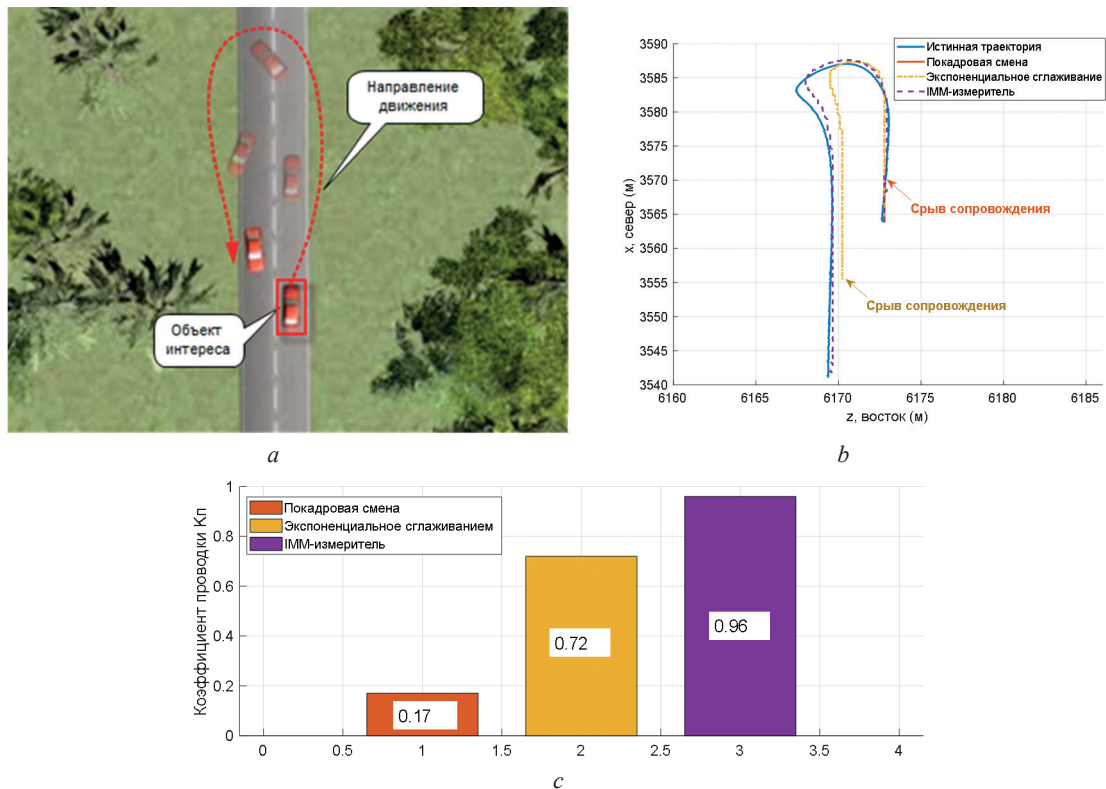 Направление
движения
Объект
интереса
a
3590
3585
3580
3575
3570
3565
3560
3555
3550
3545
3540
x, север (м)
Истинная траектория
Покадровая смена
Экспоненциальное сглаживание
IMM-измеритель
Срыв сопровождения
Срыв сопровождения
6160 6165 6170 6175 6180 6185
z, восток (м)
b
1
0.8
0.6
0.4
0.2
0
Коэффициент проводки Кп
Покадровая смена
Экспоненциальное сглаживанием
IMM-измеритель
0.17
0.72
0.96
0 0.5 1 1.5 2 2.5 3 3.5 4
c